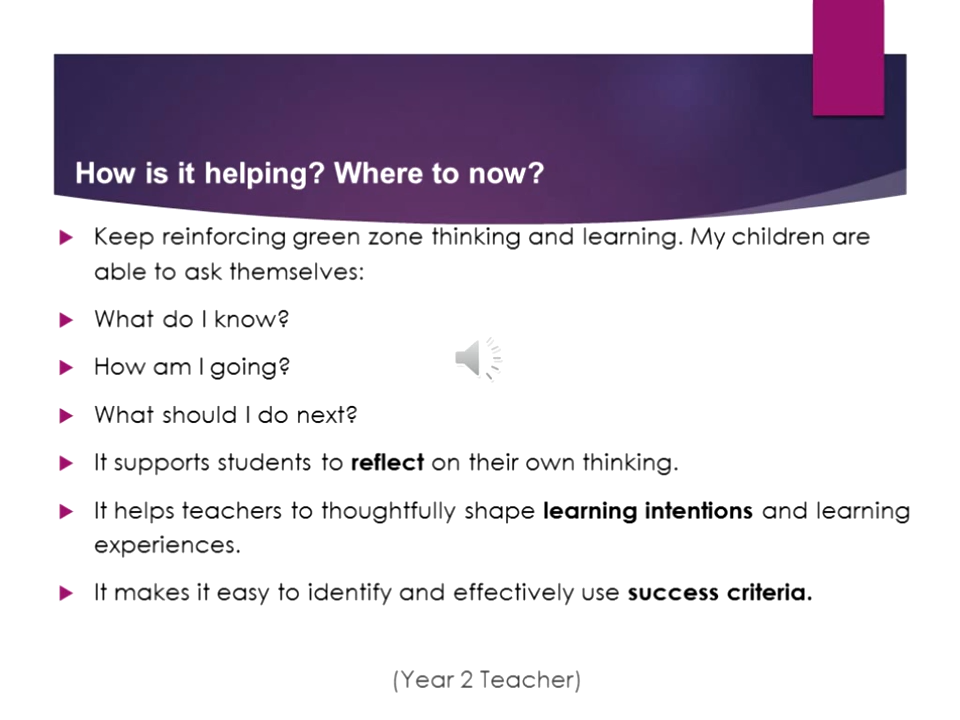 How is it helping? Where to now?
Keep reinforcing green zone thinking and learning. My children are
able to ask themselves:
What do I know?
How am I going?
What should I do next?
It supports students to reflect on their own thinking.
It helps teachers to thoughtfully shape learning intentions and learning
experiences.
It makes it easy to identify and effectively use success criteria.
(Year 2 Teacher)